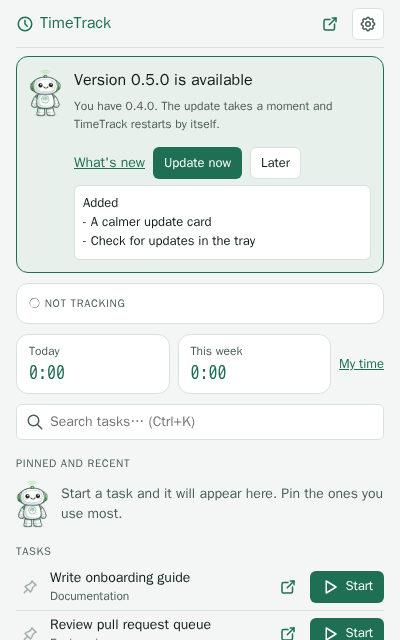 TimeTrack
Version 0.5.0 is available
You have 0.4.0. The update takes a moment and
TimeTrack restarts by itself.
What's new Update now Later
Added
- A calmer update card
- Check for updates in the tray
NOT TRACKING
Today
0:00
This week
0:00
My time
Search tasks… (Ctrl+K)
PINNED AND RECENT
Start a task and it will appear here. Pin the ones you
use most.
TASKS
Write onboarding guide
Documentation
Start
Review pull request queue
Start